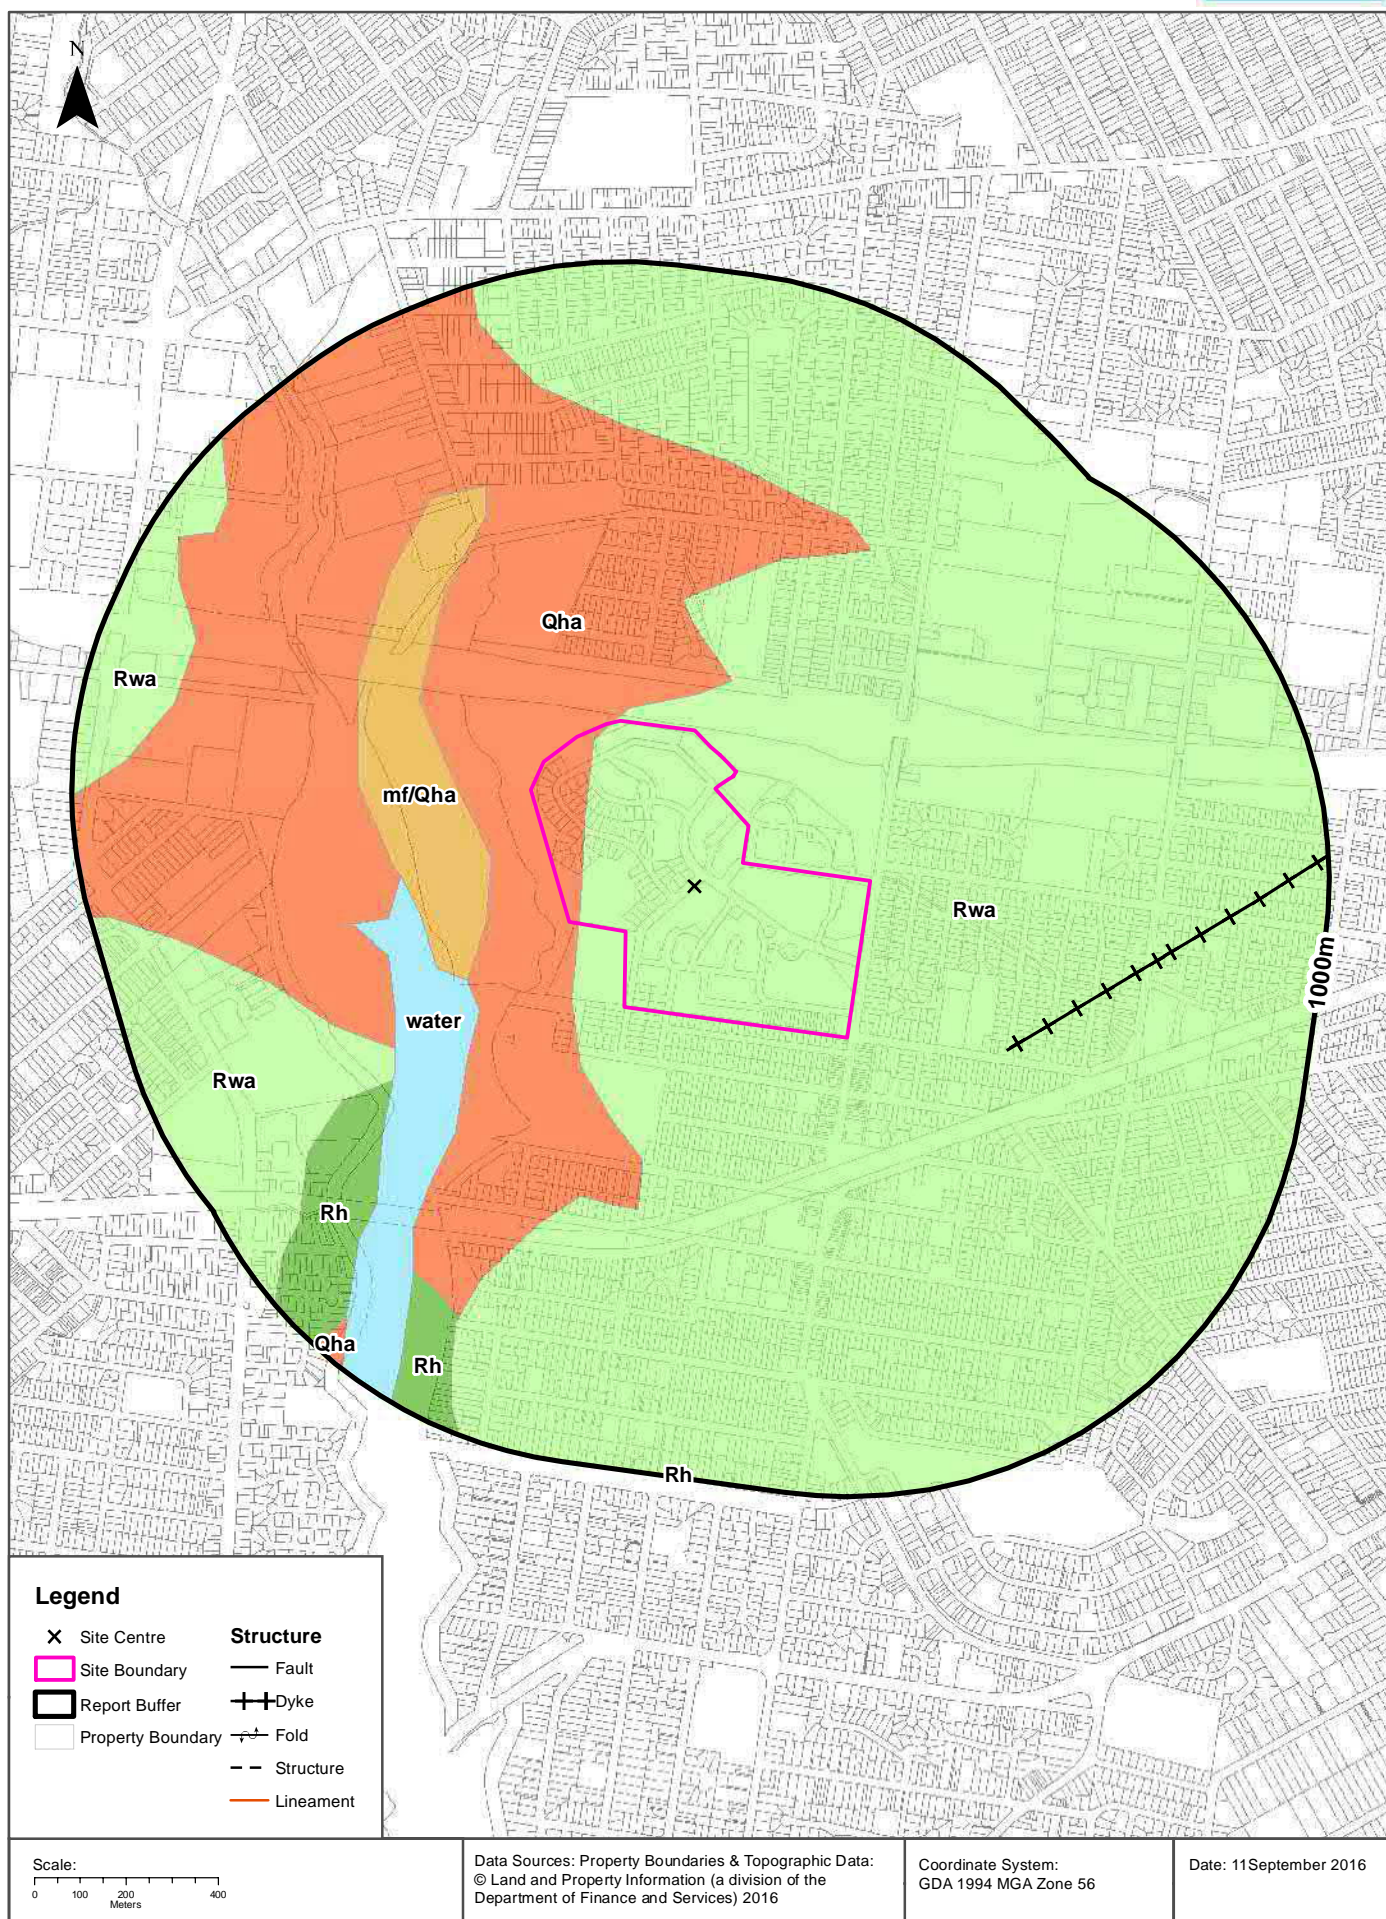 N
Qha
Rwa
mf/Qha
Rwa
1000m
water
Rwa
Rh
Qha
Rh
Rh
Legend
Site Centre
Site Boundary
Report Buffer
Property Boundary
Structure
Fault
Dyke
Fold
Structure
Lineament
Scale:
0 100 200 400
Meters
Data Sources: Property Boundaries & Topographic Data:
© Land and Property Information (a division of the
Department of Finance and Services) 2016
Coordinate System:
GDA 1994 MGA Zone 56
Date: 11September 2016